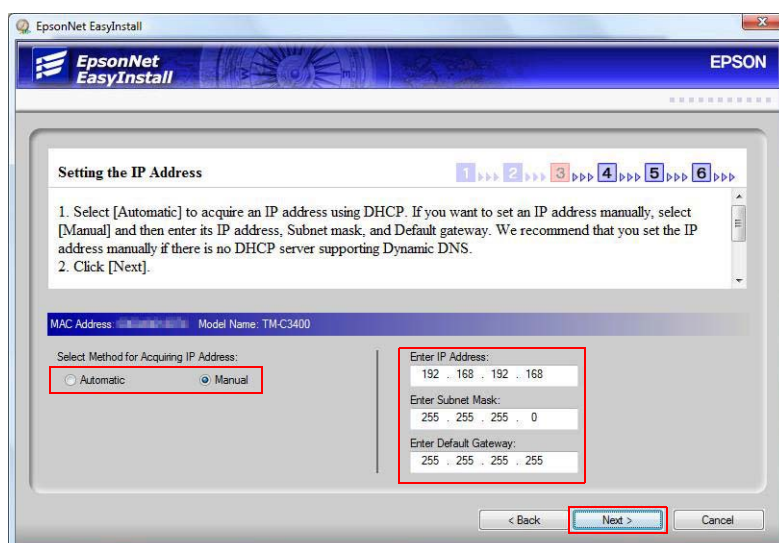 EpsonNet EasyInstall
EpsonNet
EasyInstall
EPSON
Setting the IP Address
1 2 3 4 5 6
1. Select [Automatic] to acquire an IP address using DHCP. If you want to set an IP address manually, select
[Manual] and then enter its IP address, Subnet mask, and Default gateway. We recommend that you set the IP
address manually if there is no DHCP server supporting Dynamic DNS.
2. Click [Next].
MAC Address: Model Name: TM-C3400
Select Method for Acquiring IP Address:
Automatic Manual
Enter IP Address:
192 . 168 . 192 . 168
Enter Subnet Mask:
255 . 255 . 255 . 0
Enter Default Gateway:
255 . 255 . 255 . 255
< Back Next > Cancel